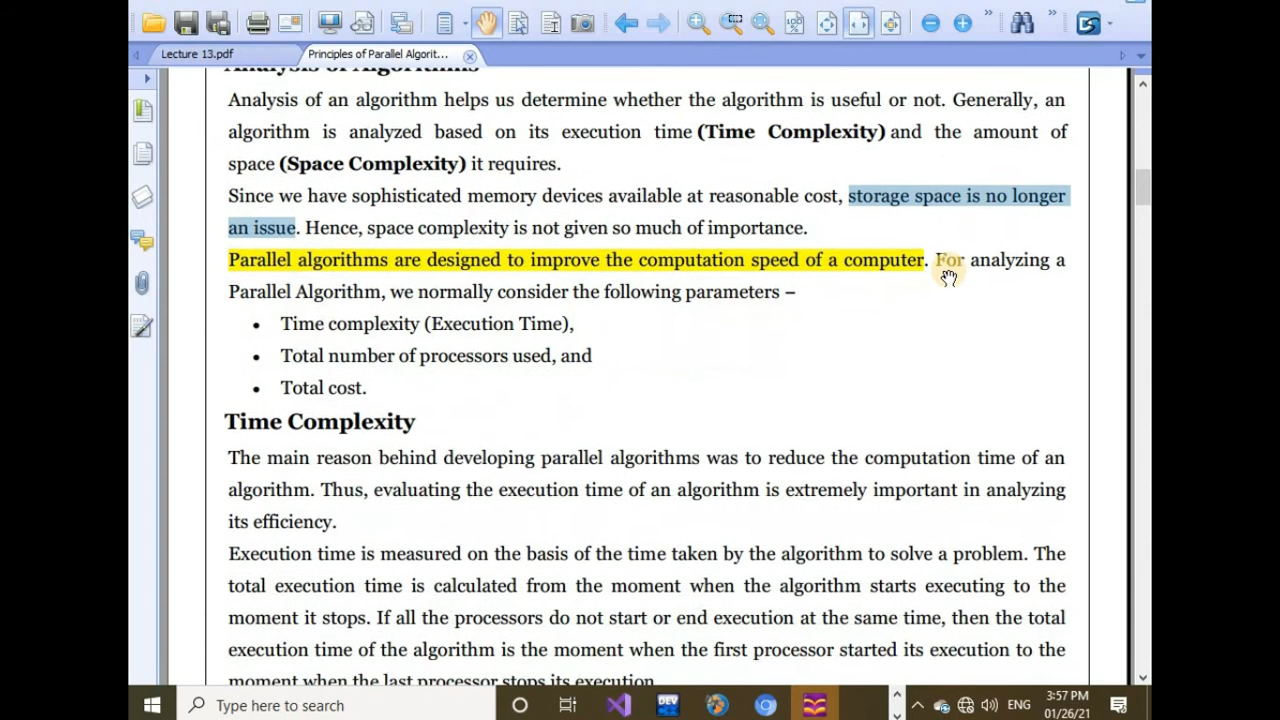 Lecture 13.pdf
Principles of Parallel Algorit...
Analysis of Algorithms
Analysis of an algorithm helps us determine whether the algorithm is useful or not. Generally, an
algorithm is analyzed based on its execution time (Time Complexity) and the amount of
space (Space Complexity) it requires.
Since we have sophisticated memory devices available at reasonable cost, storage space is no longer
an issue. Hence, space complexity is not given so much of importance.
Parallel algorithms are designed to improve the computation speed of a computer. For analyzing a
Parallel Algorithm, we normally consider the following parameters –
• Time complexity (Execution Time),
• Total number of processors used, and
• Total cost.
Time Complexity
The main reason behind developing parallel algorithms was to reduce the computation time of an
algorithm. Thus, evaluating the execution time of an algorithm is extremely important in analyzing
its efficiency.
Execution time is measured on the basis of the time taken by the algorithm to solve a problem. The
total execution time is calculated from the moment when the algorithm starts executing to the
moment it stops. If all the processors do not start or end execution at the same time, then the total
execution time of the algorithm is the moment when the first processor started its execution to the
moment when the last processor stops its execution.
Type here to search
DEV
ENG
3:57 PM
01/26/21